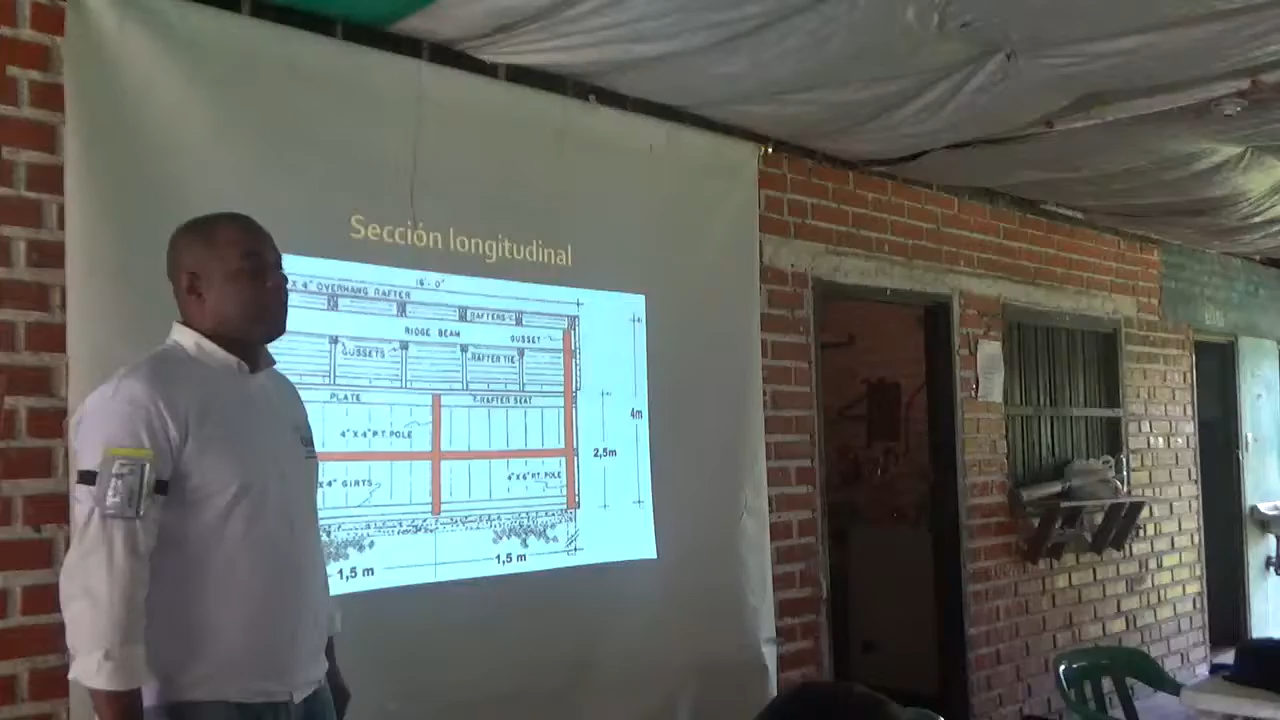 Sección longitudinal
16'-0"
X 4" OVERHANG RAFTER
RAFTERS
RIDGE BEAM
GUSSET
GUSSETS
RAFTER TIE
PLATE
RAFTER SEAT
4" X 4" P.T. POLE
4m
2,5m
X 4" GIRTS
4" X 6" P.T. POLE
1,5 m
1,5 m